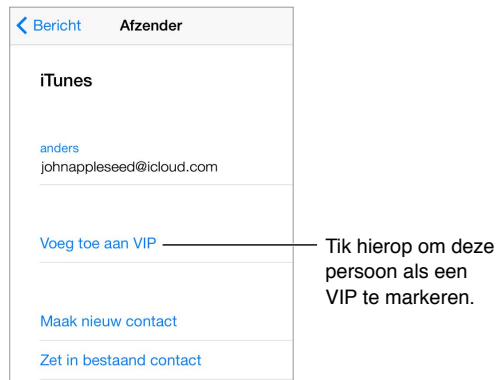 Bericht Afzender
iTunes
anders
johnappleseed@icloud.com
Voeg toe aan VIP
Tik hierop om deze
persoon als een
VIP te markeren.
Maak nieuw contact
Zet in bestaand contact